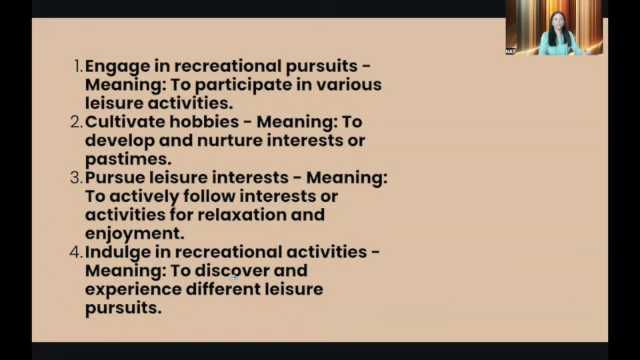 NAR
1. Engage in recreational pursuits -
Meaning: To participate in various
leisure activities.
2. Cultivate hobbies - Meaning: To
develop and nurture interests or
pastimes.
3. Pursue leisure interests - Meaning:
To actively follow interests or
activities for relaxation and
enjoyment.
4. Indulge in recreational activities -
Meaning: To discover and
experience different leisure
pursuits.